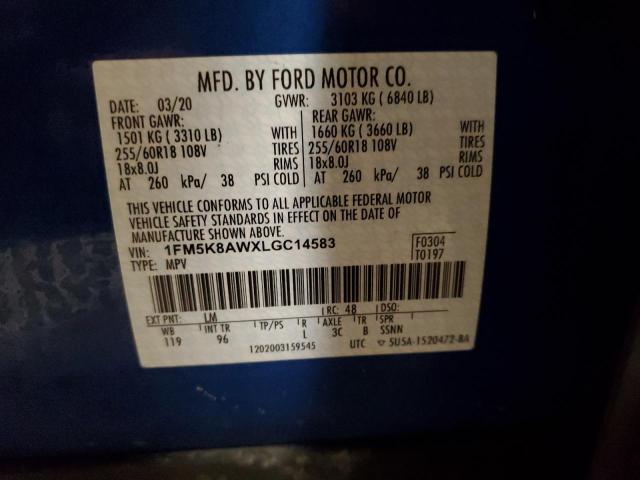 MFD. BY FORD MOTOR CO.
DATE: 03/20 GVWR: 3103 KG ( 6840 LB)
FRONT GAWR: REAR GAWR:
1501 KG ( 3310 LB) WITH 1660 KG ( 3660 LB) WITH
255/60R18 108V TIRES 255/60R18 108V TIRES
18x8.0J RIMS 18x8.0J RIMS
AT 260 kPa/ 38 PSI COLD AT 260 kPa/ 38 PSI COLD
THIS VEHICLE CONFORMS TO ALL APPLICABLE FEDERAL MOTOR
VEHICLE SAFETY STANDARDS IN EFFECT ON THE DATE OF
MANUFACTURE SHOWN ABOVE.
VIN: 1FM5K8AWXLGC14583 F0304
TYPE: MPV T0197
EXT PNT: LM RC: 48 DSO:
WB INT TR TP/PS R AXLE TR SPR
119 96 L 3C B SSNN
1202003159545 UTC ▽ 5U5A-1520472-BA